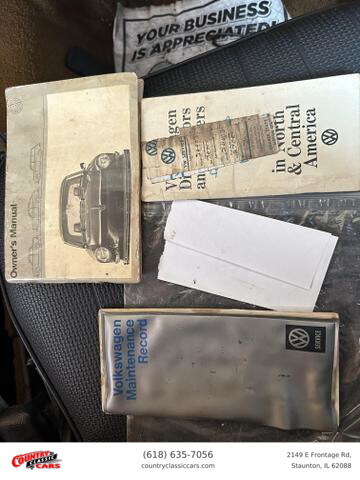 YOUR BUSINESS
IS APPRECIATED!
Owner's Manual
in North
& Central
America
Volkswagen
Maintenance
Record
SERVICE
COUNTRY
CLASSIC
CARS
(618) 635-7056
countryclassiccars.com
2149 E Frontage Rd,
Staunton, IL 62088